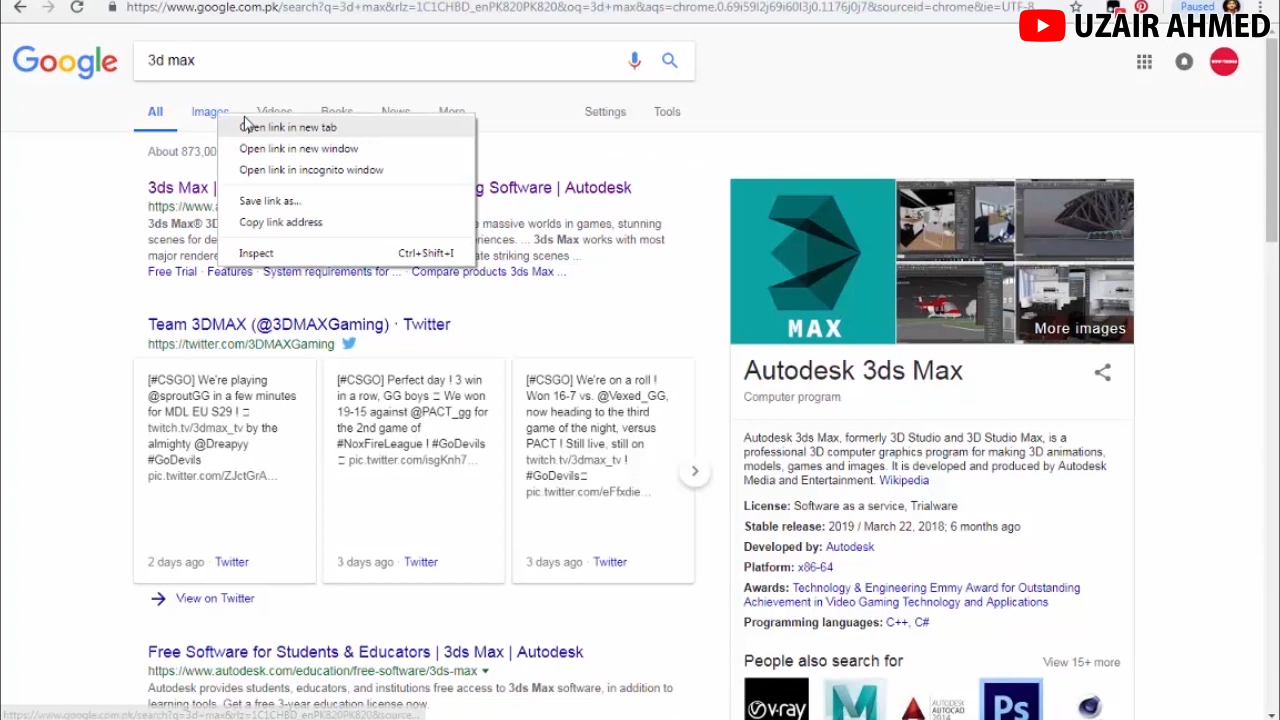 https://www.google.com.pk/search?q=3d+max&rlz=1C1CHBD_enPK820PK820&oq=3d+max&aqs=chrome.0.69i59l2j69i60l3j0.1176j0j7&sourceid=chrome&ie=UTF-8
Paused
UZAIR AHMED
Google
3d max
All Images Videos Books News More Settings Tools
Open link in new tab
Open link in new window
Open link in incognito window
Save link as...
Copy link address
Inspect Ctrl+Shift+I
About 873,00
3ds Max | g Software | Autodesk
https://www.a
3ds Max® 3D massive worlds in games, stunning
scenes for de eriences. ... 3ds Max works with most
major rendere ate striking scenes ...
Free Trial · Features · System requirements for ... · Compare products 3ds Max ...
Team 3DMAX (@3DMAXGaming) · Twitter
https://twitter.com/3DMAXGaming
[#CSGO] We're playing
@sproutGG in a few minutes
for MDL EU S29 !
twitch.tv/3dmax_tv by the
almighty @Dreapyy
#GoDevils
pic.twitter.com/ZJctGrA...
2 days ago · Twitter
[#CSGO] Perfect day ! 3 win
in a row, GG boys We won
19-15 against @PACT_gg for
the 2nd game of
#NoxFireLeague ! #GoDevils
pic.twitter.com/isgKnh7...
3 days ago · Twitter
[#CSGO] We're on a roll !
Won 16-7 vs. @Vexed_GG,
now heading to the third
game of the night, versus
PACT ! Still live, still on
twitch.tv/3dmax_tv !
#GoDevils
pic.twitter.com/eFfxdie...
3 days ago · Twitter
View on Twitter
Free Software for Students & Educators | 3ds Max | Autodesk
https://www.autodesk.com/education/free-software/3ds-max
Autodesk provides students, educators, and institutions free access to 3ds Max software, in addition to
learning tools. Get a free 3-year education license now.
https://www.google.com.pk/search?q=3d+max&rlz=1C1CHBD_enPK820PK820&source...
MAX
More images
Autodesk 3ds Max
Computer program
Autodesk 3ds Max, formerly 3D Studio and 3D Studio Max, is a
professional 3D computer graphics program for making 3D animations,
models, games and images. It is developed and produced by Autodesk
Media and Entertainment. Wikipedia
License: Software as a service, Trialware
Stable release: 2019 / March 22, 2018; 6 months ago
Developed by: Autodesk
Platform: x86-64
Awards: Technology & Engineering Emmy Award for Outstanding
Achievement in Video Gaming Technology and Applications
Programming languages: C++, C#
People also search for View 15+ more
v-ray
AUTODESK
AUTOCAD
2014
Ps